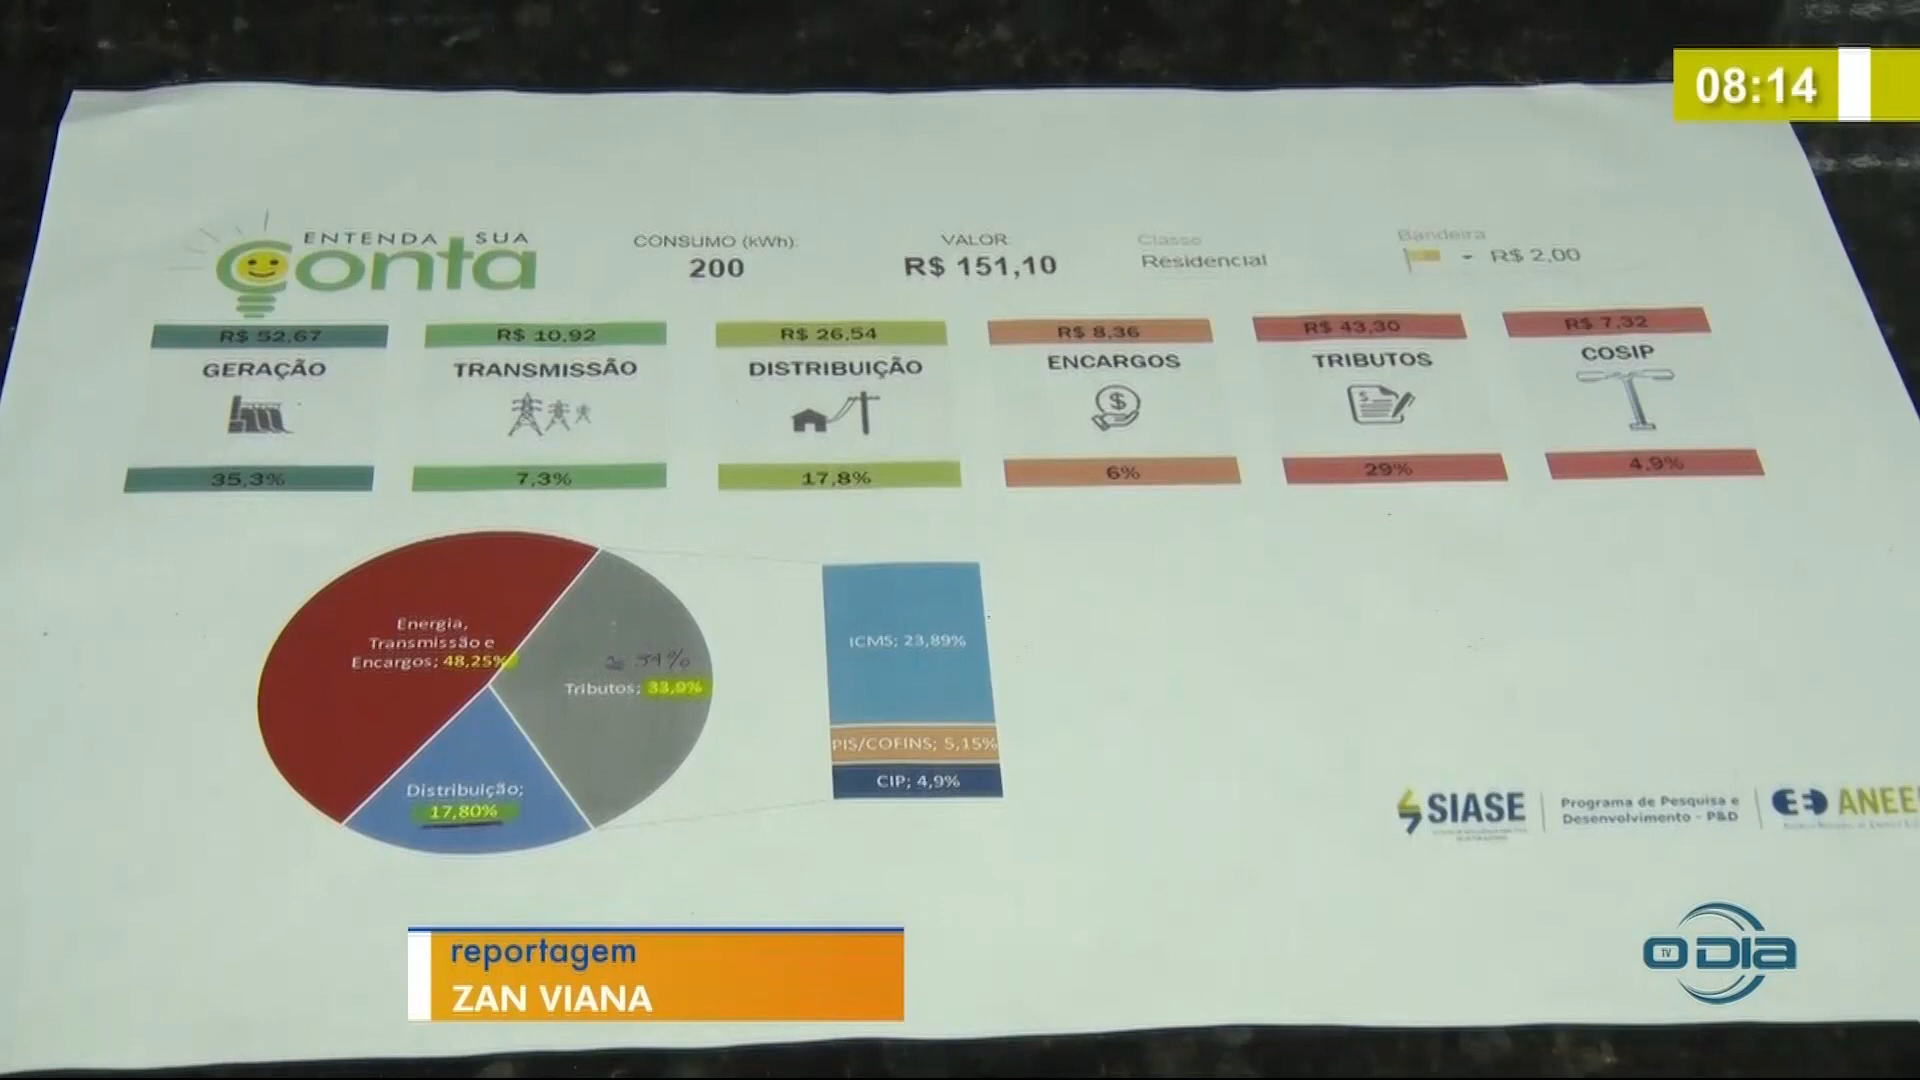 08:14
ENTENDA SUA
Conta
CONSUMO (kWh):
200
VALOR
R$ 151,10
Classe
Residencial
Bandeira
- R$ 2,00
R$ 52,67
GERAÇÃO
35,3%
R$ 10,92
TRANSMISSÃO
7,3%
R$ 26,54
DISTRIBUIÇÃO
17,8%
R$ 8,36
ENCARGOS
6%
R$ 43,30
TRIBUTOS
29%
R$ 7,32
COSIP
4,9%
Energia,
Transmissão e
Encargos; 48,25%
34%
Tributos; 33,9%
Distribuição;
17,80%
ICMS; 23,89%
PIS/COFINS; 5,15%
CIP; 4,9%
SIASE
Programa de Pesquisa e
Desenvolvimento - P&D
ANEE
reportagem
ZAN VIANA
O DIA
TV